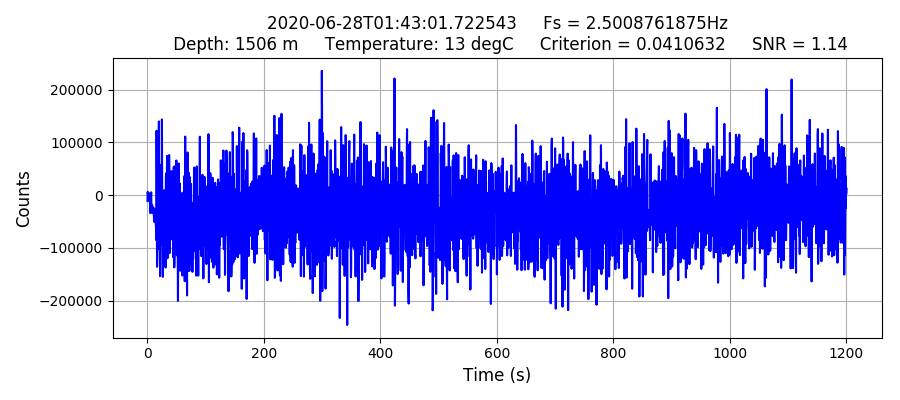 2020-06-28T01:43:01.722543 Fs = 2.5008761875Hz
Depth: 1506 m Temperature: 13 degC Criterion = 0.0410632 SNR = 1.14
200000
100000
0
−100000
−200000
Counts
0 200 400 600 800 1000 1200
Time (s)